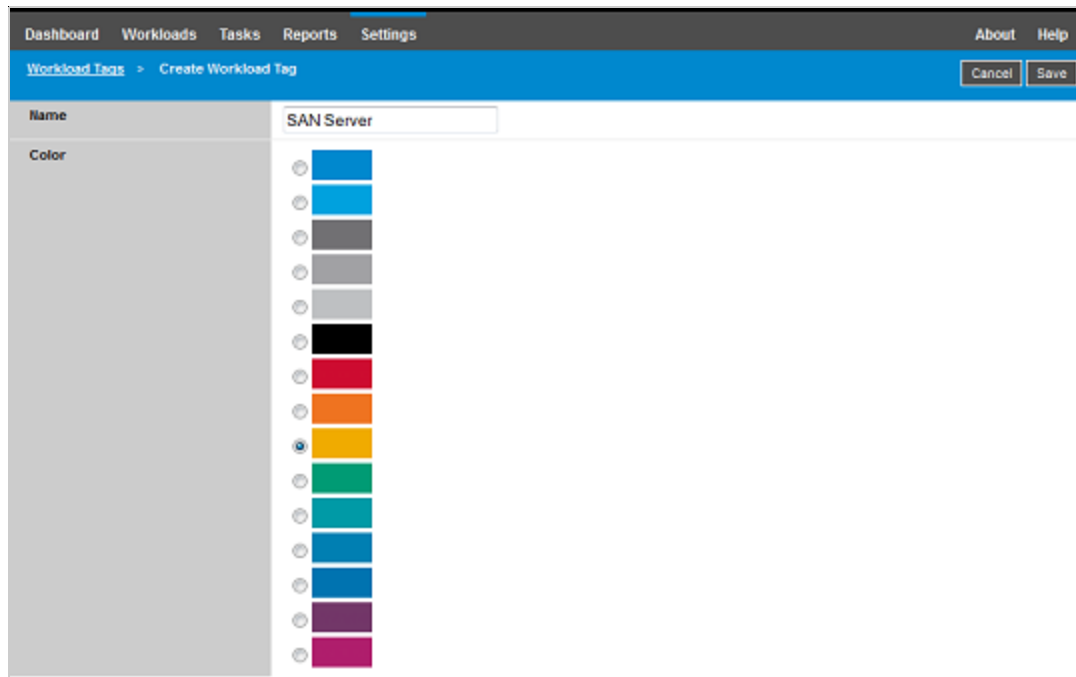 Dashboard Workloads Tasks Reports Settings About Help
Workload Tags > Create Workload Tag Cancel Save
Name SAN Server
Color